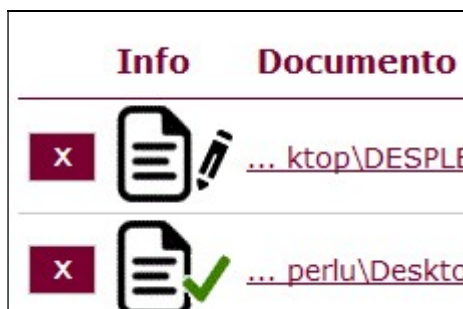 Info Documento
X ... ktop\DESPLE
X ... perlu\Deskto